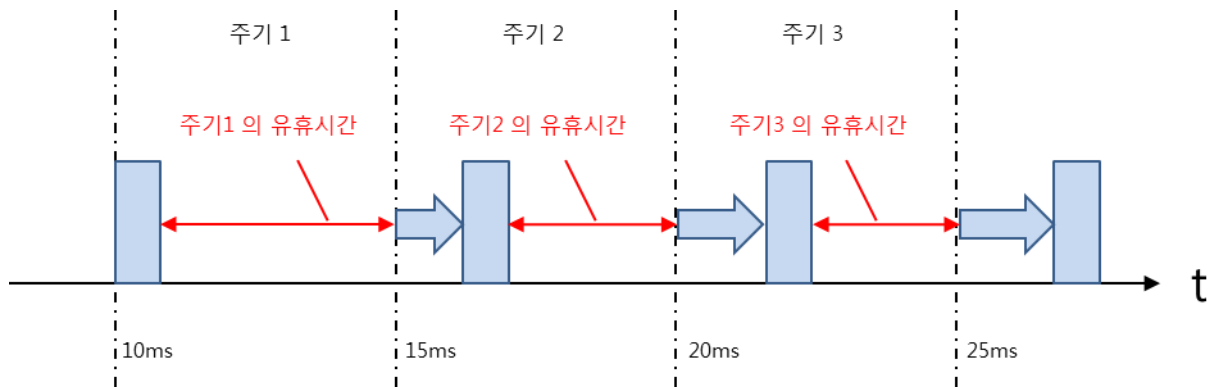 주기 1
주기 2
주기 3
주기1 의 유휴시간
주기2 의 유휴시간
주기3 의 유휴시간
t
10ms
15ms
20ms
25ms